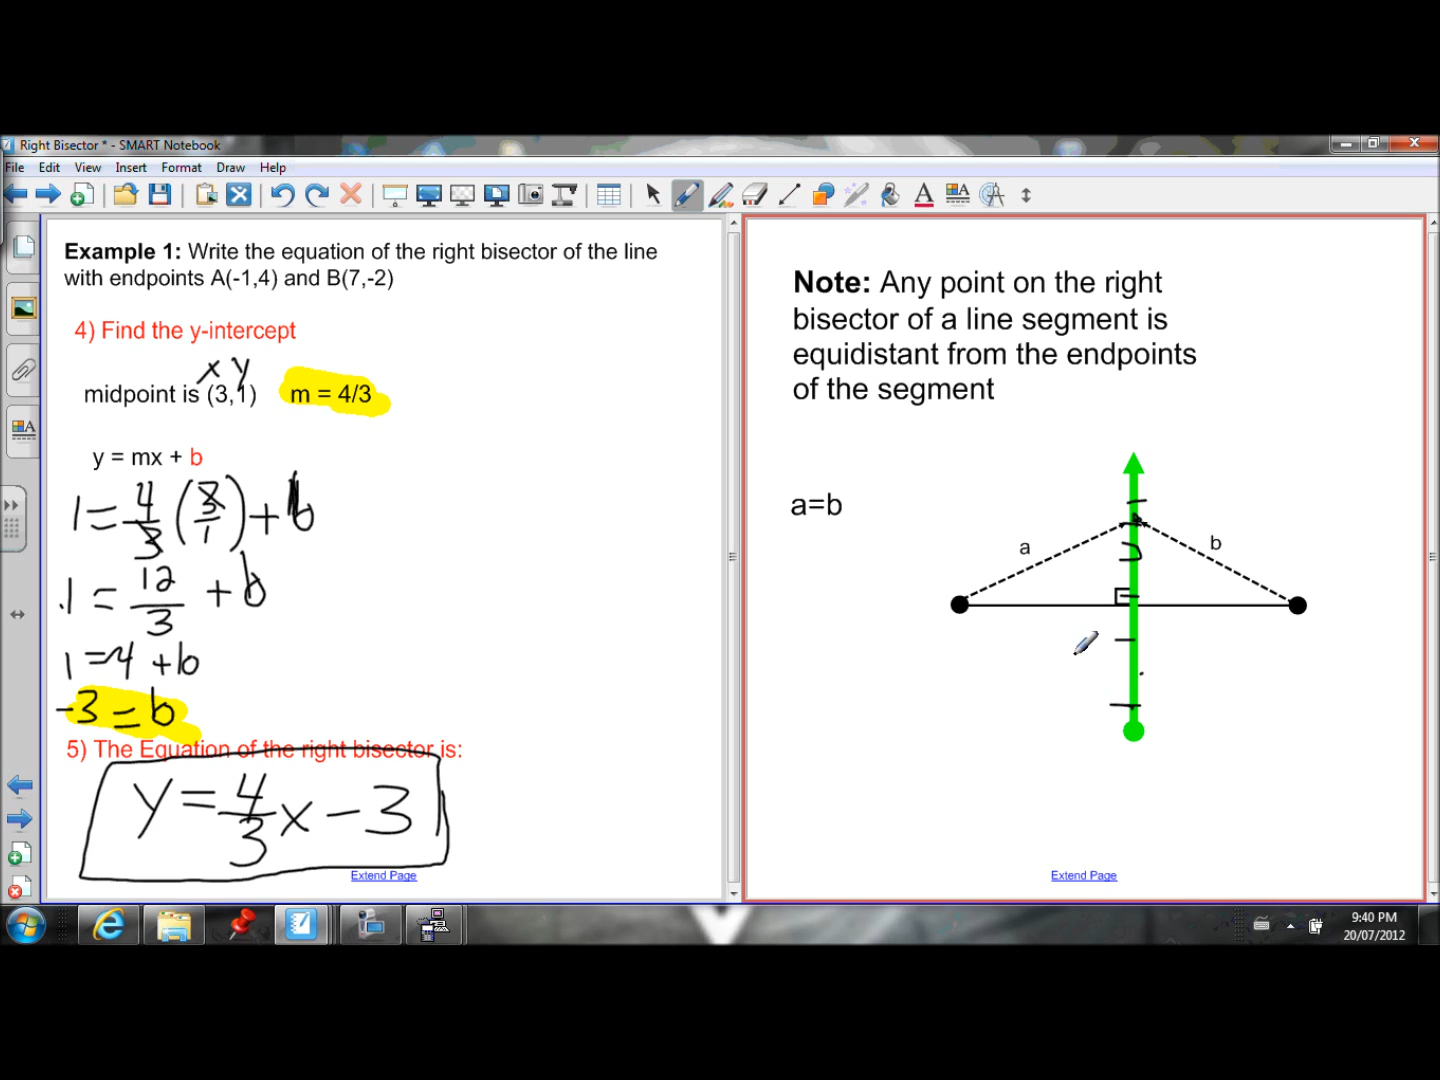 Right Bisector * - SMART Notebook
File Edit View Insert Format Draw Help
Example 1: Write the equation of the right bisector of the line
with endpoints A(-1,4) and B(7,-2)
4) Find the y-intercept
x y
midpoint is (3,1) m = 4/3
y = mx + b
1 = 4/3 (3/1) + b
1 = 12/3 + b
1 = 4 + b
-3 = b
5) The Equation of the right bisector is:
y = 4/3 x - 3
Extend Page
Note: Any point on the right
bisector of a line segment is
equidistant from the endpoints
of the segment
a=b
a
b
Extend Page
9:40 PM
20/07/2012